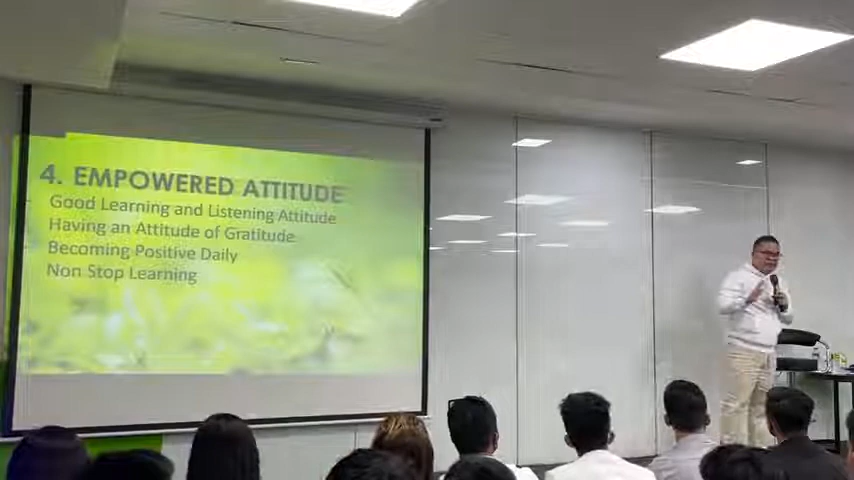 4. EMPOWERED ATTITUDE
Good Learning and Listening Attitude
Having an Attitude of Gratitude
Becoming Positive Daily
Non Stop Learning